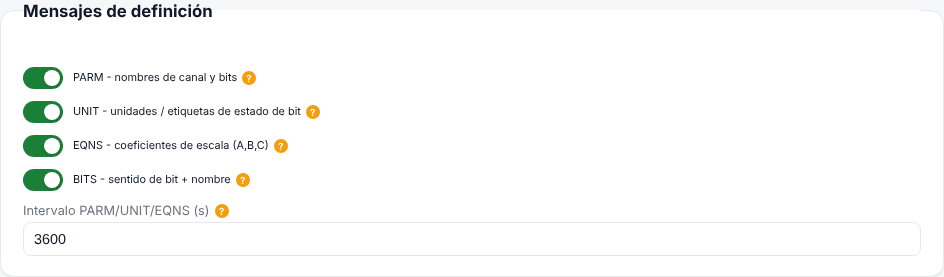 Mensajes de definición
PARM - nombres de canal y bits ?
UNIT - unidades / etiquetas de estado de bit ?
EQNS - coeficientes de escala (A,B,C) ?
BITS - sentido de bit + nombre ?
Intervalo PARM/UNIT/EQNS (s) ?
3600